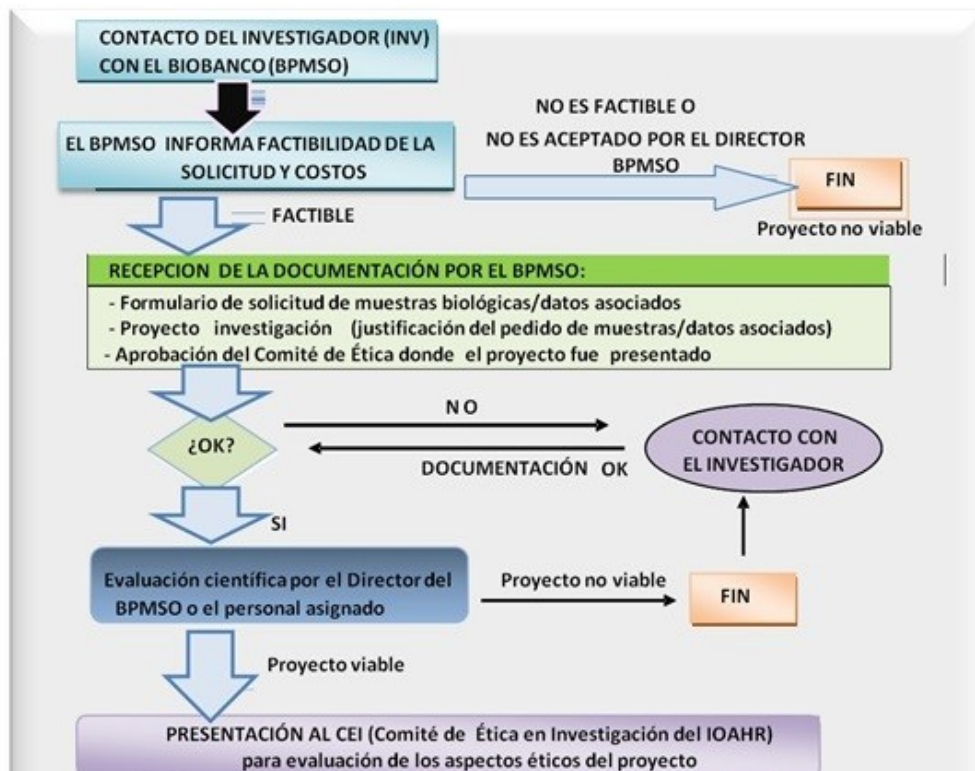 CONTACTO DEL INVESTIGADOR (INV)
CON EL BIOBANCO (BPMSO)
EL BPMSO INFORMA FACTIBILIDAD DE LA
SOLICITUD Y COSTOS
NO ES FACTIBLE O
NO ES ACEPTADO POR EL DIRECTOR
BPMSO
FIN
Proyecto no viable
FACTIBLE
RECEPCION DE LA DOCUMENTACIÓN POR EL BPMSO:
- Formulario de solicitud de muestras biológicas/datos asociados
- Proyecto investigación (justificación del pedido de muestras/datos asociados)
- Aprobación del Comité de Ética donde el proyecto fue presentado
¿OK?
N O
DOCUMENTACIÓN OK
CONTACTO CON
EL INVESTIGADOR
SI
Evaluación científica por el Director del
BPMSO o el personal asignado
Proyecto no viable
FIN
Proyecto viable
PRESENTACIÓN AL CEI (Comité de Ética en Investigación del IOAHR)
para evaluación de los aspectos éticos del proyecto